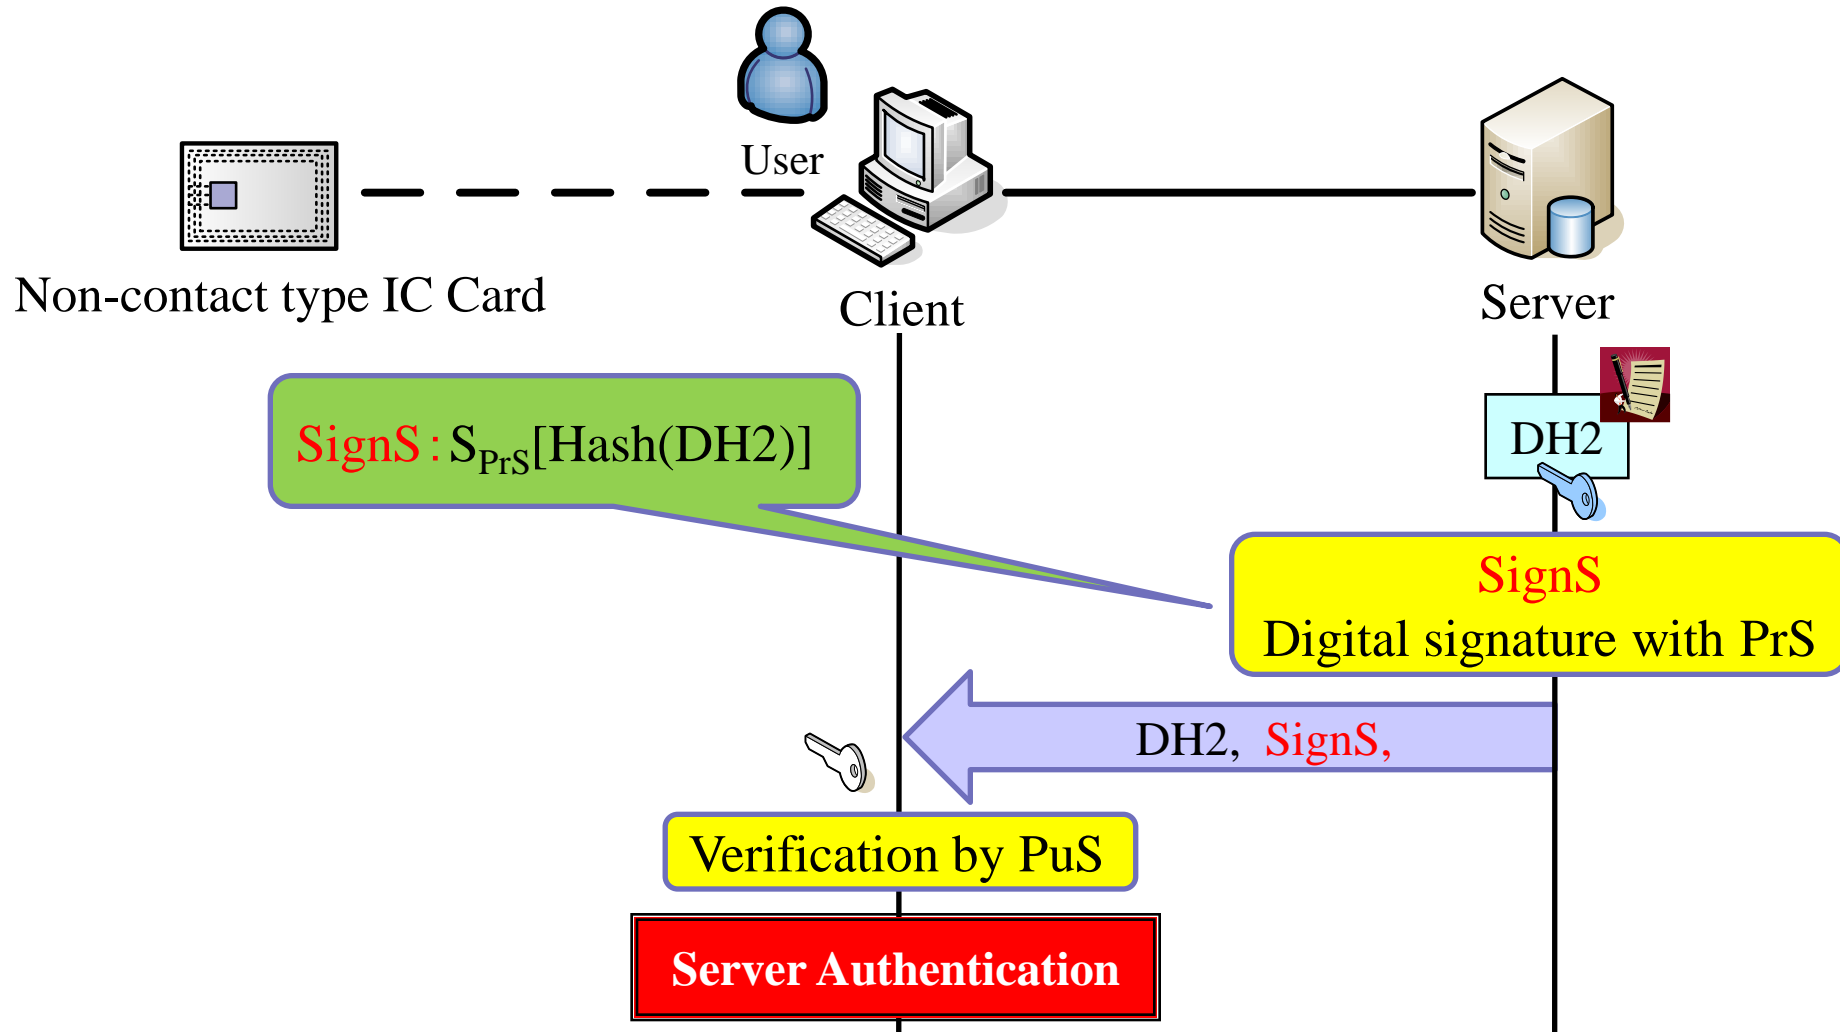 User
Non-contact type IC Card
Client
Server
SignS : S_PrS[Hash(DH2)]
DH2
SignS
Digital signature with PrS
DH2, SignS,
Verification by PuS
Server Authentication